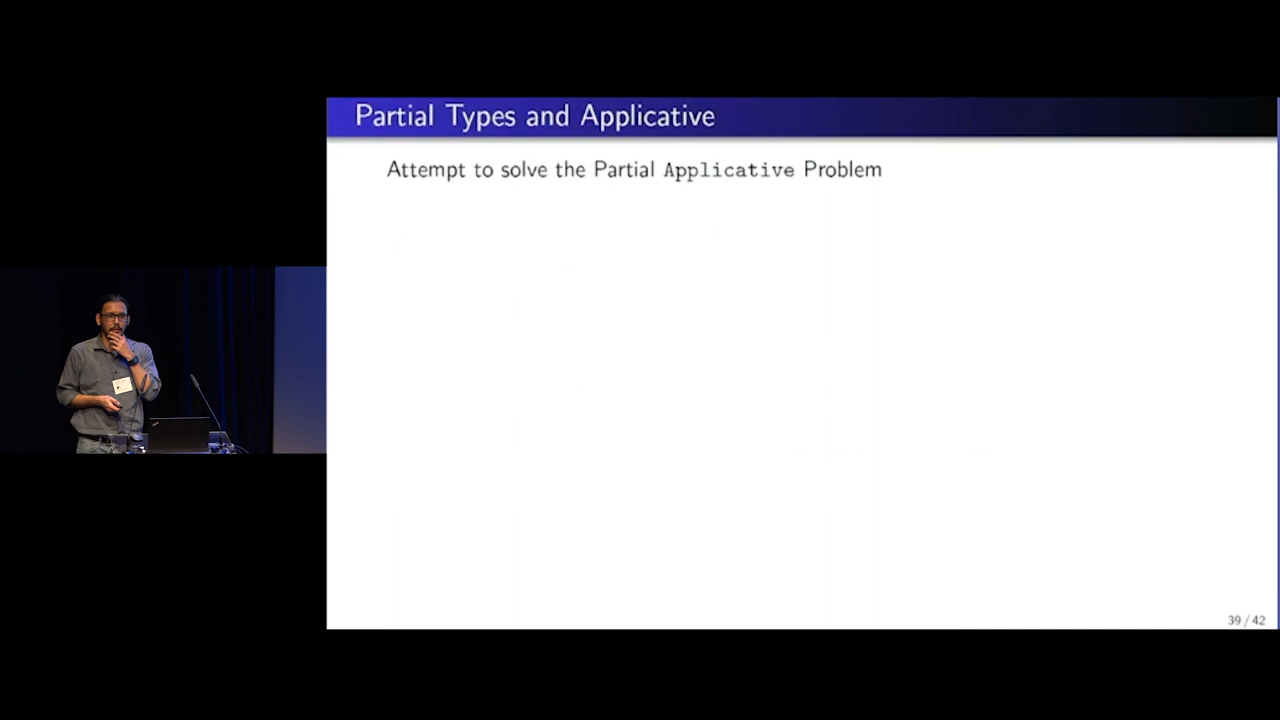 Partial Types and Applicative
Attempt to solve the Partial Applicative Problem
39 / 42